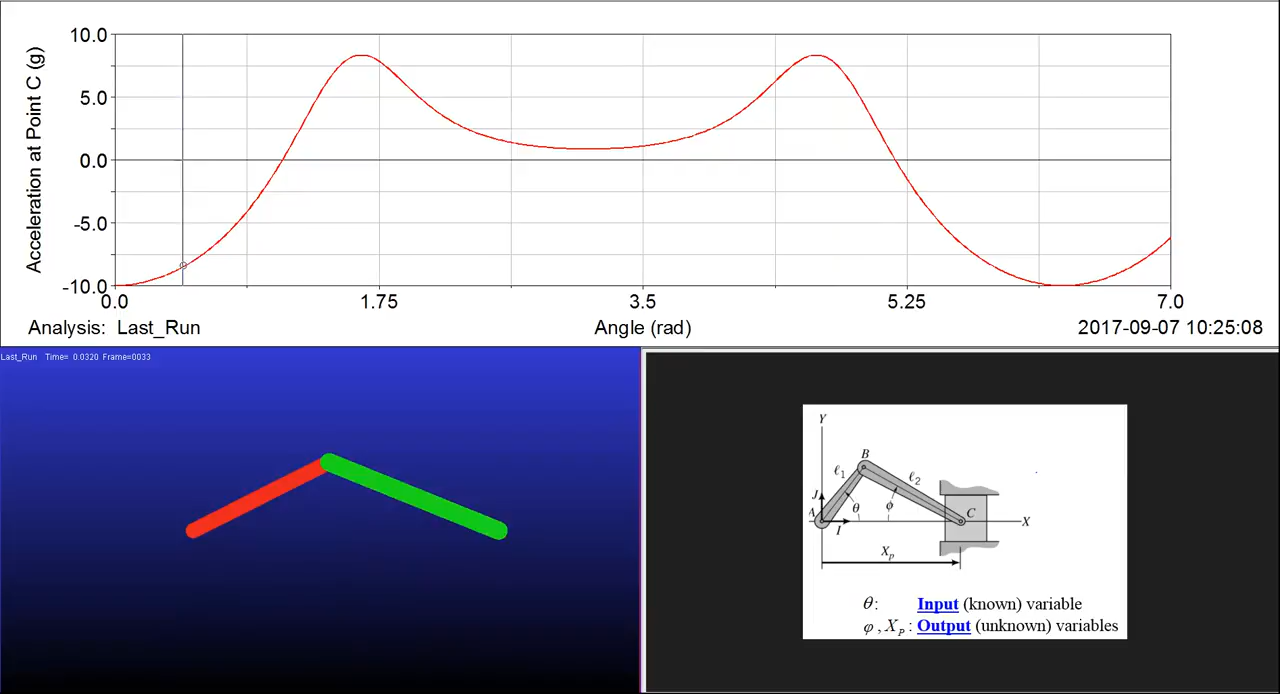 Acceleration at Point C (g)
10.0
5.0
0.0
-5.0
-10.0
0.0 1.75 3.5 5.25 7.0
Analysis: Last_Run Angle (rad) 2017-09-07 10:25:08
Last_Run Time= 0.0320 Frame=0033
Y
B
ℓ1
ℓ2
J
A
θ
ϕ
C
X
I
XP
θ: Input (known) variable
φ, XP: Output (unknown) variables